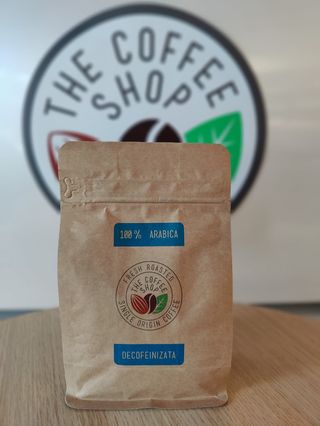 THE COFFEE
SHOP
100% ARABICA
FRESH ROASTED
THE COFFEE
SHOP
SINGLE ORIGIN COFFEE
DECOFEINIZATA